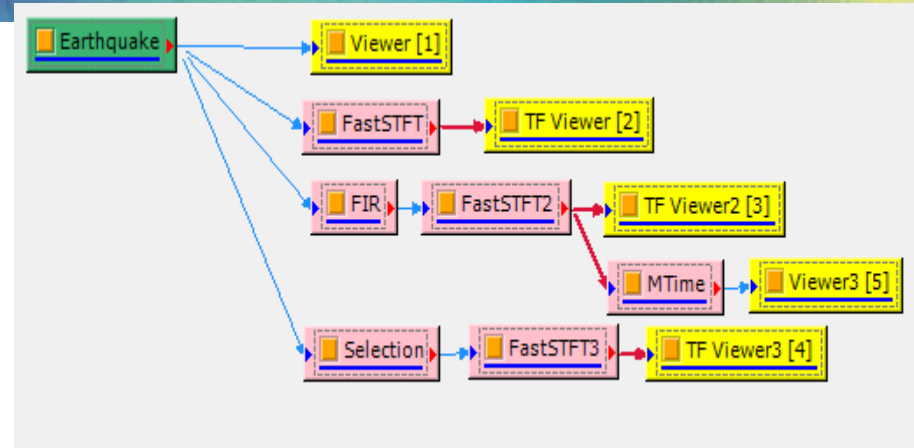 Earthquake
Viewer [1]
FastSTFT
TF Viewer [2]
FIR
FastSTFT2
TF Viewer2 [3]
MTime
Viewer3 [5]
Selection
FastSTFT3
TF Viewer3 [4]